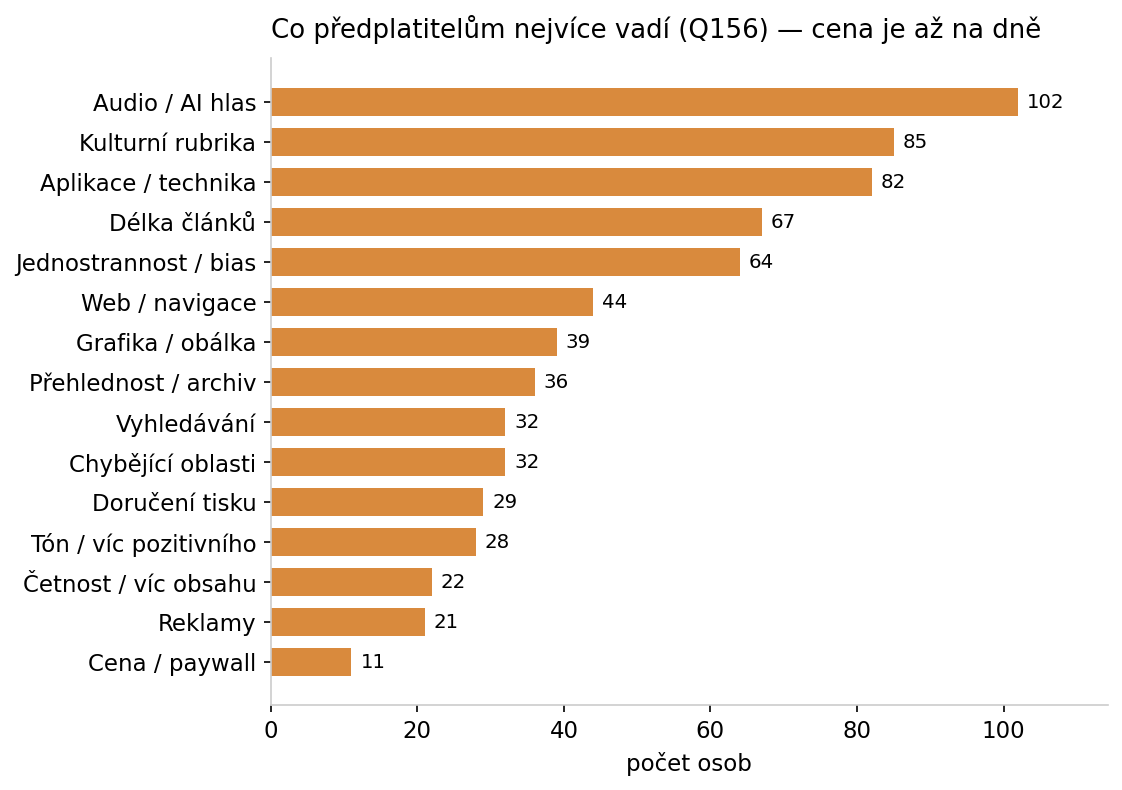 Co předplatitelům nejvíce vadí (Q156) — cena je až na dně
Audio / AI hlas 102
Kulturní rubrika 85
Aplikace / technika 82
Délka článků 67
Jednostrannost / bias 64
Web / navigace 44
Grafika / obálka 39
Přehlednost / archiv 36
Vyhledávání 32
Chybějící oblasti 32
Doručení tisku 29
Tón / víc pozitivního 28
Četnost / víc obsahu 22
Reklamy 21
Cena / paywall 11
0 20 40 60 80 100
počet osob